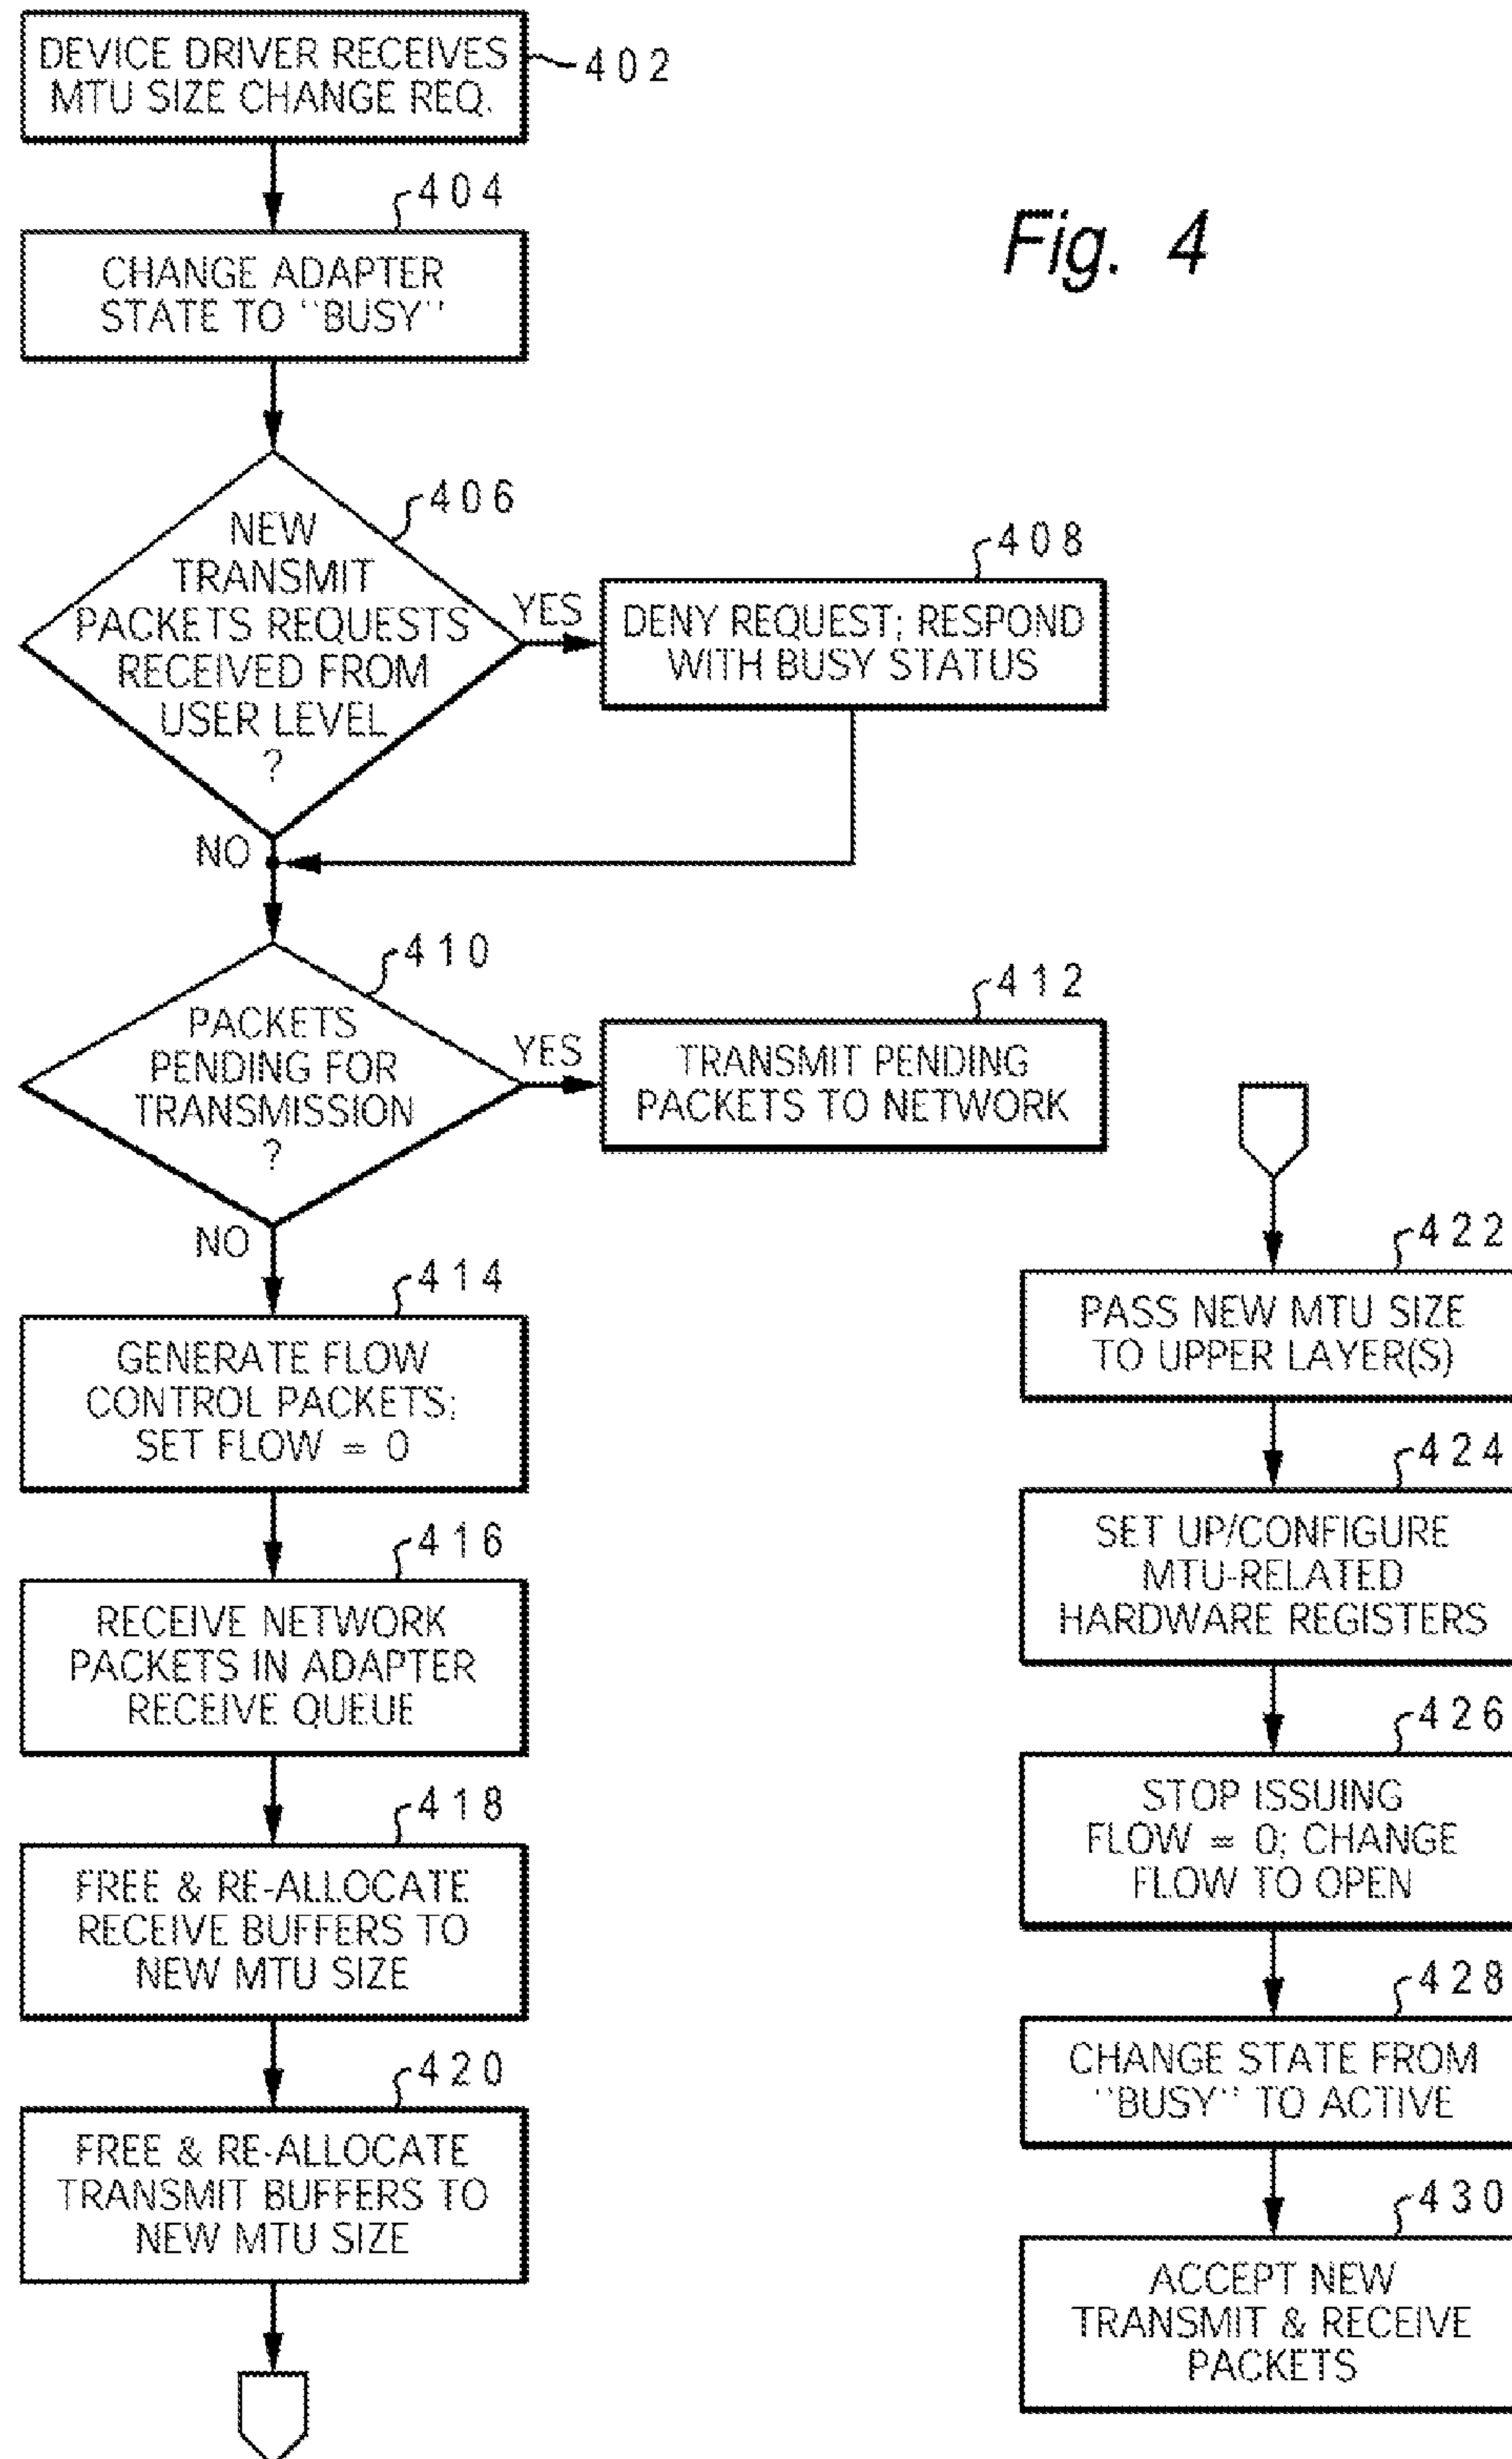 DEVICE DRIVER RECEIVES
MTU SIZE CHANGE REQ.
402
404
CHANGE ADAPTER
STATE TO "BUSY"
Fig. 4
406
NEW
TRANSMIT
PACKETS REQUESTS
RECEIVED FROM
USER LEVEL
?
YES
408
DENY REQUEST; RESPOND
WITH BUSY STATUS
NO
410
PACKETS
PENDING FOR
TRANSMISSION
?
YES
412
TRANSMIT PENDING
PACKETS TO NETWORK
NO
414
GENERATE FLOW
CONTROL PACKETS;
SET FLOW = 0
416
RECEIVE NETWORK
PACKETS IN ADAPTER
RECEIVE QUEUE
418
FREE & RE-ALLOCATE
RECEIVE BUFFERS TO
NEW MTU SIZE
420
FREE & RE-ALLOCATE
TRANSMIT BUFFERS TO
NEW MTU SIZE
422
PASS NEW MTU SIZE
TO UPPER LAYER(S)
424
SET UP/CONFIGURE
MTU-RELATED
HARDWARE REGISTERS
426
STOP ISSUING
FLOW = 0; CHANGE
FLOW TO OPEN
428
CHANGE STATE FROM
"BUSY" TO ACTIVE
430
ACCEPT NEW
TRANSMIT & RECEIVE
PACKETS